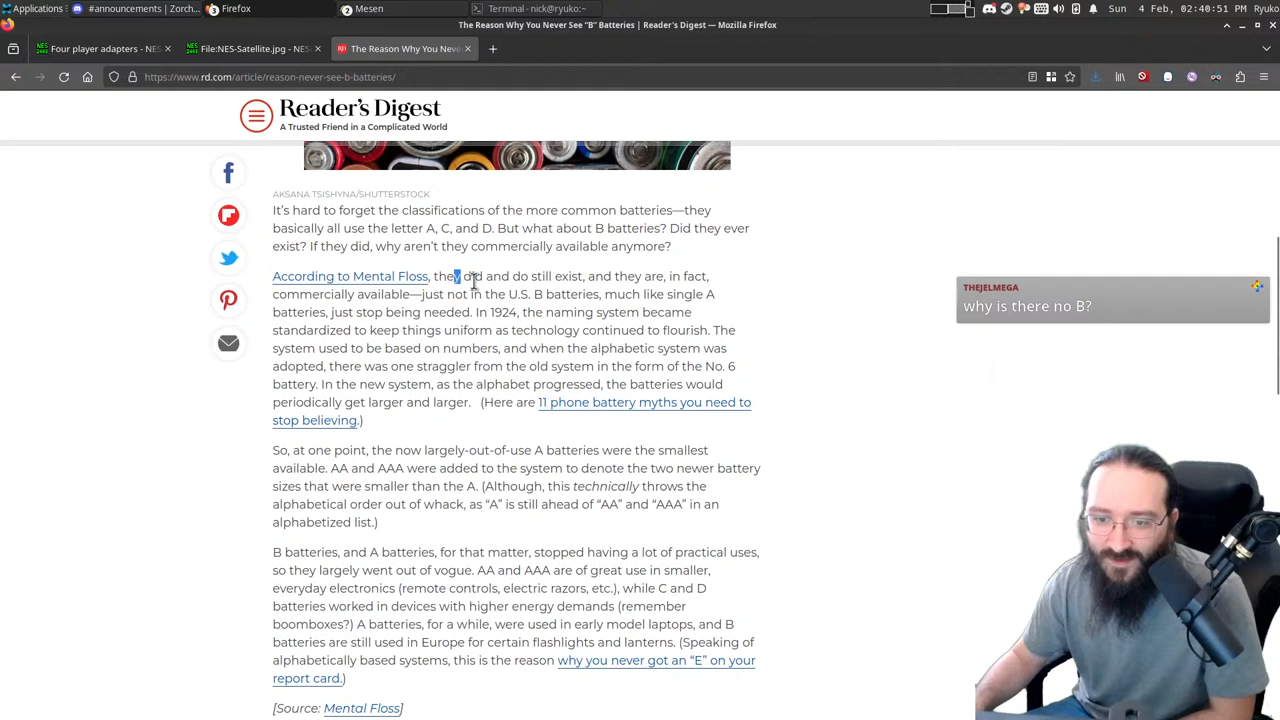 Applications
#announcements | Zorch...
3 Firefox
2 Mesen
Terminal - nick@ryuko:~
Sun 4 Feb, 02:40:51 Ryuko
The Reason Why You Never See “B” Batteries | Reader's Digest — Mozilla Firefox
Four player adapters - NES
File:NES-Satellite.jpg - NES
The Reason Why You Neve
https://www.rd.com/article/reason-never-see-b-batteries/
Reader's Digest
A Trusted Friend in a Complicated World
AKSANA TSISHYNA/SHUTTERSTOCK
It’s hard to forget the classifications of the more common batteries—they
basically all use the letter A, C, and D. But what about B batteries? Did they ever
exist? If they did, why aren’t they commercially available anymore?
According to Mental Floss, they did and do still exist, and they are, in fact,
commercially available—just not in the U.S. B batteries, much like single A
batteries, just stop being needed. In 1924, the naming system became
standardized to keep things uniform as technology continued to flourish. The
system used to be based on numbers, and when the alphabetic system was
adopted, there was one straggler from the old system in the form of the No. 6
battery. In the new system, as the alphabet progressed, the batteries would
periodically get larger and larger. (Here are 11 phone battery myths you need to
stop believing.)
So, at one point, the now largely-out-of-use A batteries were the smallest
available. AA and AAA were added to the system to denote the two newer battery
sizes that were smaller than the A. (Although, this technically throws the
alphabetical order out of whack, as “A” is still ahead of “AA” and “AAA” in an
alphabetized list.)
B batteries, and A batteries, for that matter, stopped having a lot of practical uses,
so they largely went out of vogue. AA and AAA are of great use in smaller,
everyday electronics (remote controls, electric razors, etc.), while C and D
batteries worked in devices with higher energy demands (remember
boomboxes?) A batteries, for a while, were used in early model laptops, and B
batteries are still used in Europe for certain flashlights and lanterns. (Speaking of
alphabetically based systems, this is the reason why you never got an “E” on your
report card.)
[Source: Mental Floss]
THEJELMEGA
why is there no B?